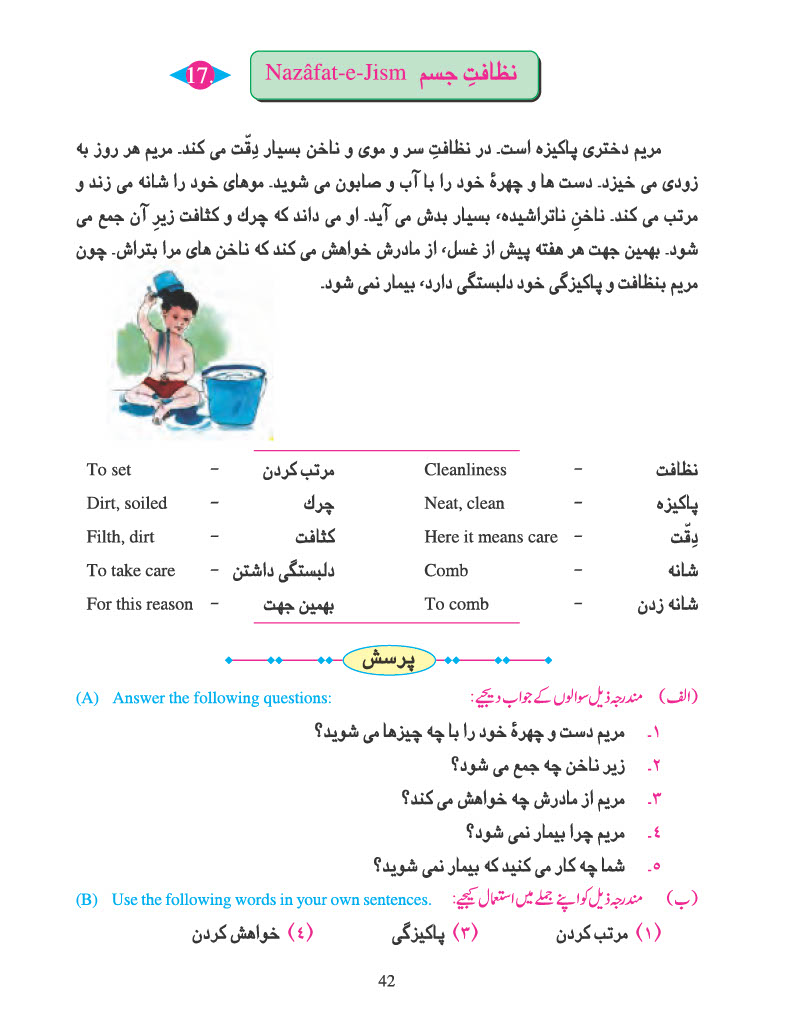 17. Nazâfat-e-Jism نظافتِ جسم
مریم دختری پاکیزه است۔ در نظافتِ سر و موی و ناخن بسیار دِقّت می کند۔ مریم هر روز به
زودی می خیزد۔ دست ها و چهرهٔ خود را با آب و صابون می شوید۔ موهای خود را شانه می زند و
مرتب می کند۔ ناخنِ ناتراشیده، بسیار بدش می آید۔ او می داند که چرك و کثافت زیرِ آن جمع می
شود۔ بهمین جهت هر هفته پیش از غسل، از مادرش خواهش می کند که ناخن های مرا بتراش۔ چون
مریم بنظافت و پاکیزگی خود دلبستگی دارد، بیمار نمی شود۔
To set - مرتب کردن Cleanliness - نظافت
Dirt, soiled - چرك Neat, clean - پاکیزه
Filth, dirt - کثافت Here it means care - دِقّت
To take care - دلبستگی داشتن Comb - شانه
For this reason - بهمین جهت To comb - شانه زدن
پرسش
(A) Answer the following questions: (الف) مندرجہ ذیل سوالوں کے جواب دیجیے:
١۔ مریم دست و چهرهٔ خود را با چه چیزها می شوید؟
٢۔ زیر ناخن چه جمع می شود؟
٣۔ مریم از مادرش چه خواهش می کند؟
٤۔ مریم چرا بیمار نمی شود؟
٥۔ شما چه کار می کنید که بیمار نمی شوید؟
(B) Use the following words in your own sentences. (ب) مندرجہ ذیل کو اپنے جملے میں استعمال کیجیے:
(١) مرتب کردن (٣) پاکیزگی (٤) خواهش کردن
42